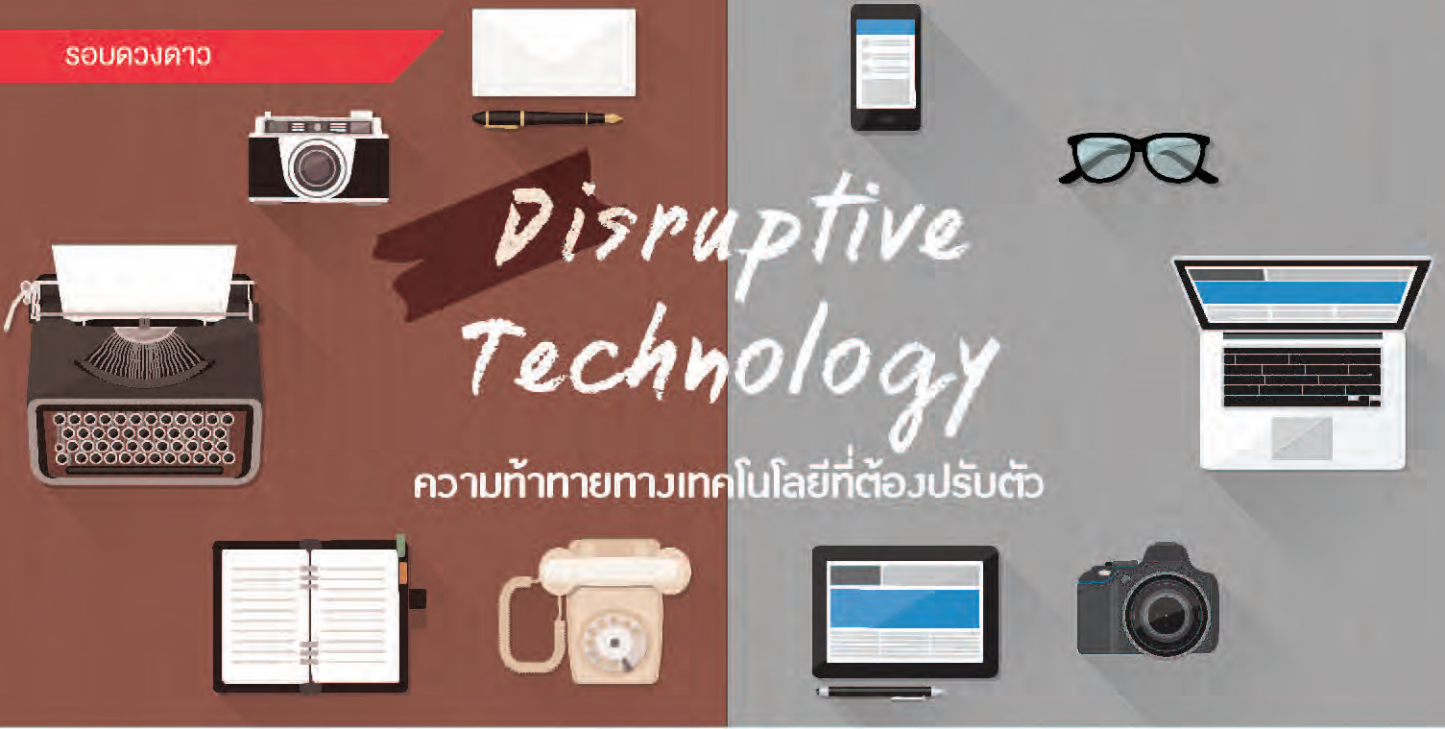 รอบดวงดาว
Disruptive
Technology
ความท้าทายทางเทคโนโลยีที่ต้องปรับตัว